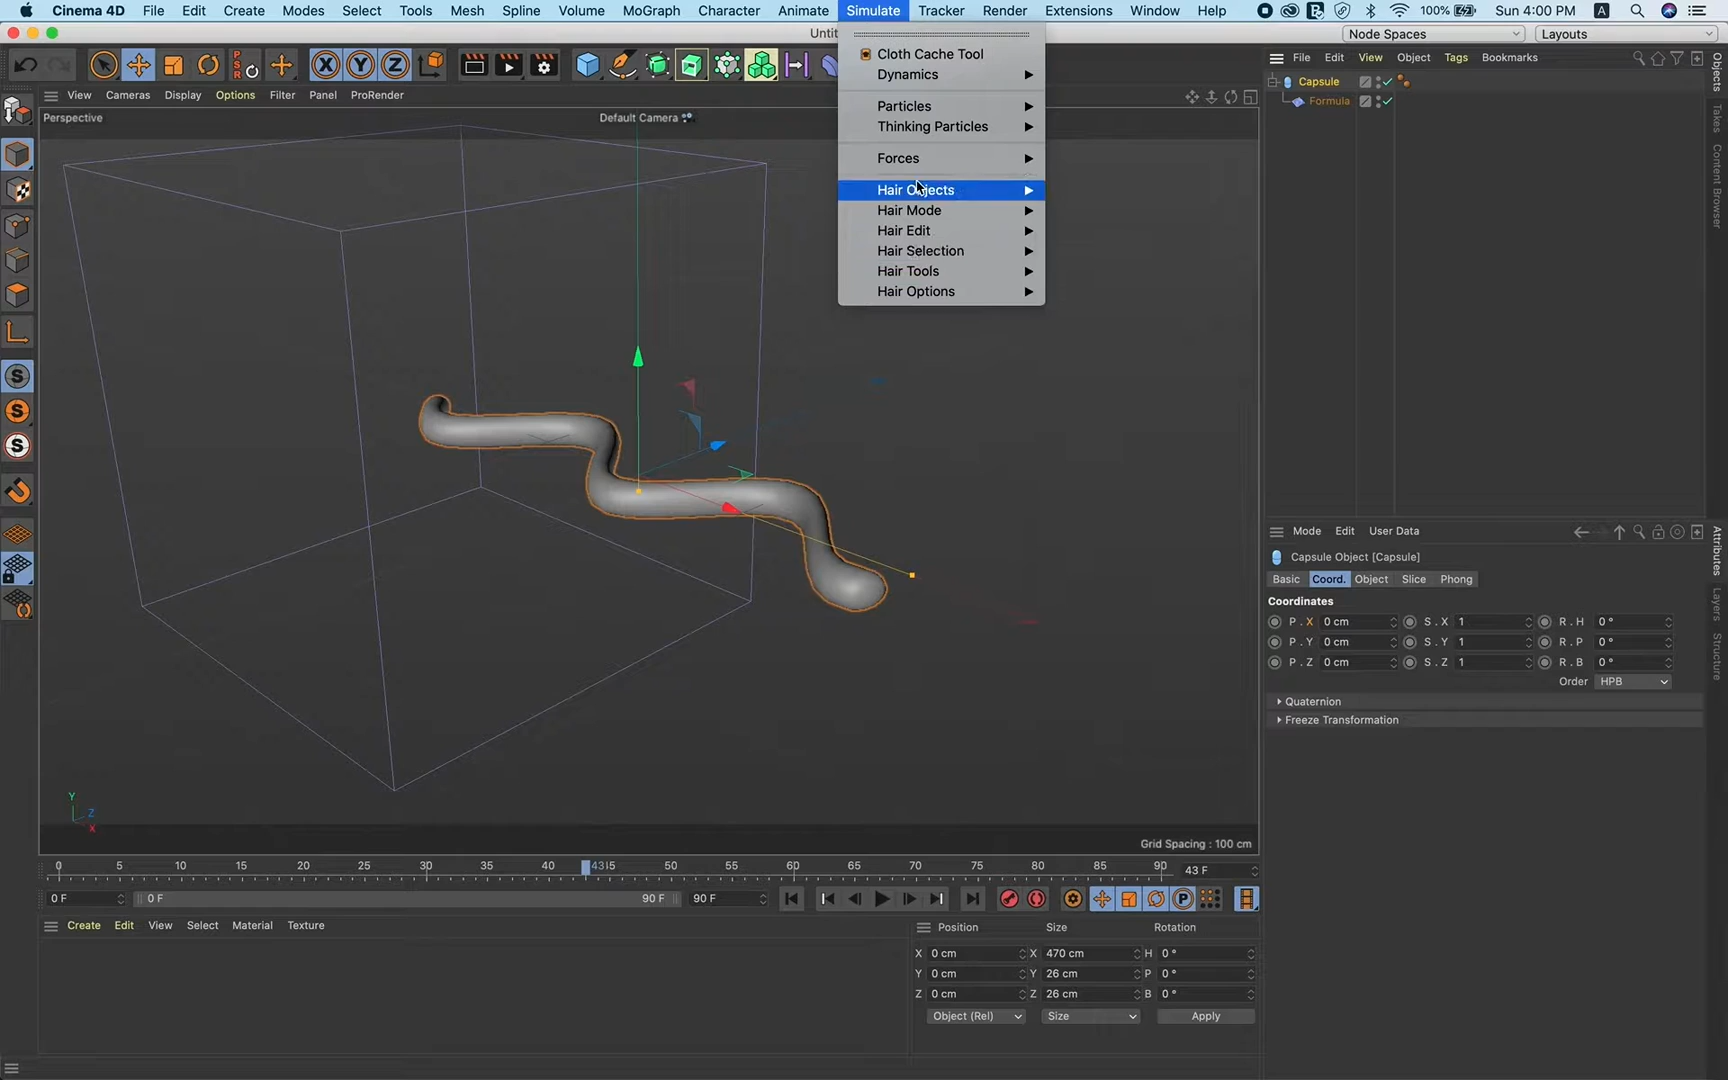 Cinema 4D File Edit Create Modes Select Tools Mesh Spline Volume MoGraph Character Animate Simulate Tracker Render Extensions Window Help 100% Sun 4:00 PM A
Node Spaces Layouts
Cloth Cache Tool
Dynamics
Particles
Thinking Particles
Forces
Hair Objects
Hair Mode
Hair Edit
Hair Selection
Hair Tools
Hair Options
X Y Z
PSR
File Edit View Object Tags Bookmarks
Capsule
Formula
View Cameras Display Options Filter Panel ProRender
Perspective
Default Camera
Grid Spacing : 100 cm
Y
Z
X
S
S
S
Objects
Takes
Content Browser
Attributes
Layers
Structure
Mode Edit User Data
Capsule Object [Capsule]
Basic Coord. Object Slice Phong
Coordinates
P . X 0 cm S . X 1 R . H 0 °
P . Y 0 cm S . Y 1 R . P 0 °
P . Z 0 cm S . Z 1 R . B 0 °
Order HPB
Quaternion
Freeze Transformation
0 5 10 15 20 25 30 35 40 43 50 55 60 65 70 75 80 85 90 43 F
0 F 0 F 90 F 90 F P
Create Edit View Select Material Texture
Position Size Rotation
X 0 cm X 470 cm H 0 °
Y 0 cm Y 26 cm P 0 °
Z 0 cm Z 26 cm B 0 °
Object (Rel) Size Apply